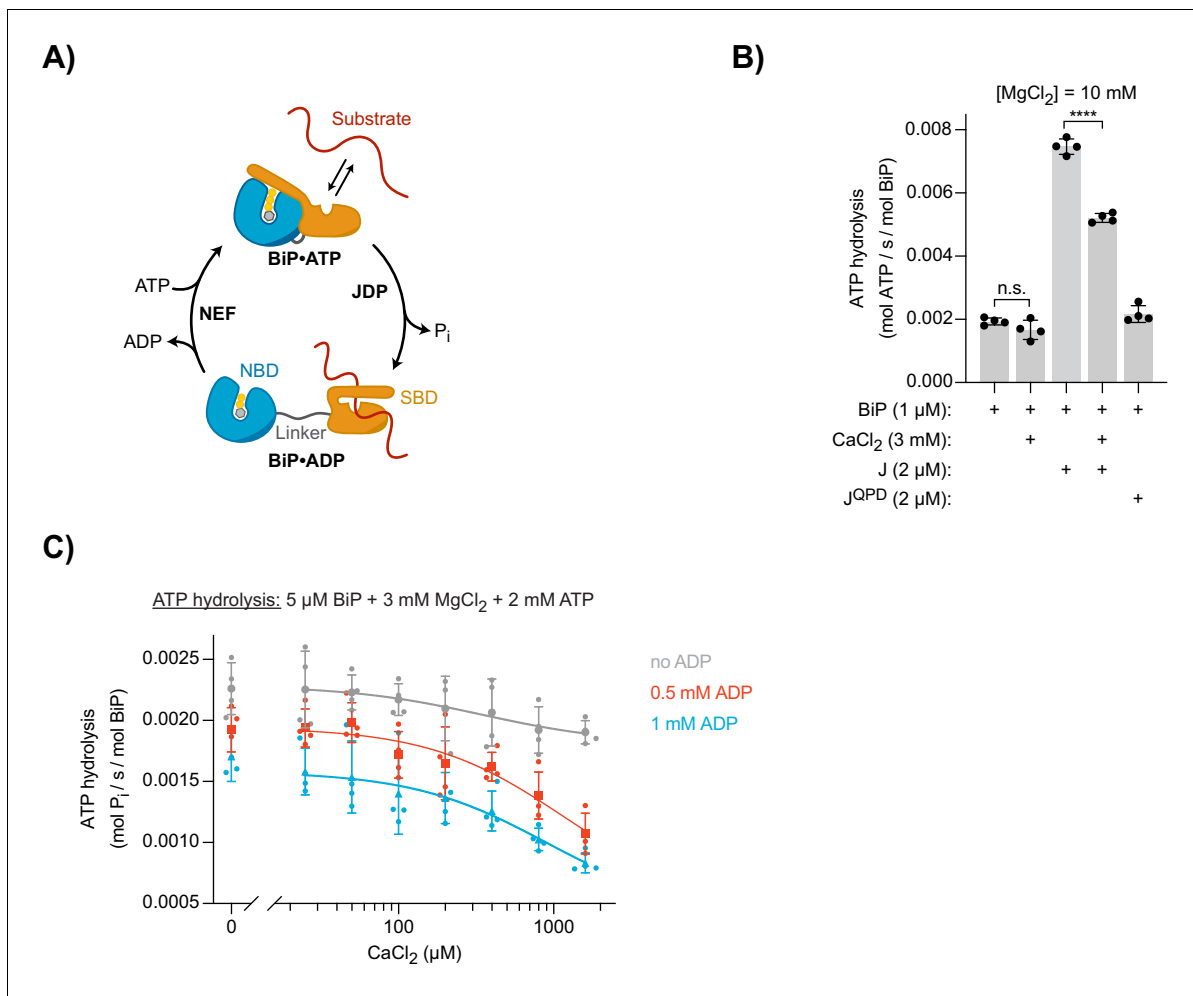 A)
Substrate
BiP•ATP
ATP
NEF
JDP
ADP
Pi
NBD
SBD
Linker
BiP•ADP
B)
[MgCl2] = 10 mM
****
n.s.
ATP hydrolysis
(mol ATP / s / mol BiP)
0.008
0.006
0.004
0.002
0.000
BiP (1 µM): + + + + +
CaCl2 (3 mM): + +
J (2 µM): + +
JQPD (2 µM): +
C)
ATP hydrolysis: 5 µM BiP + 3 mM MgCl2 + 2 mM ATP
ATP hydrolysis
(mol Pi / s / mol BiP)
0.0025
0.0020
0.0015
0.0010
0.0005
0 100 1000
CaCl2 (µM)
no ADP
0.5 mM ADP
1 mM ADP